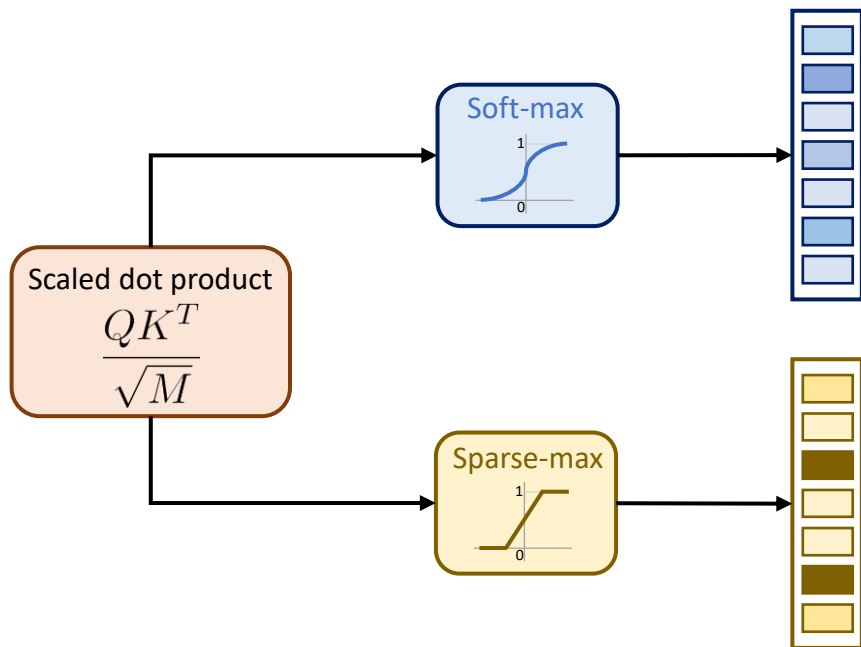 Soft-max
1
0
Scaled dot product
QK^T
√M
Sparse-max
1
0